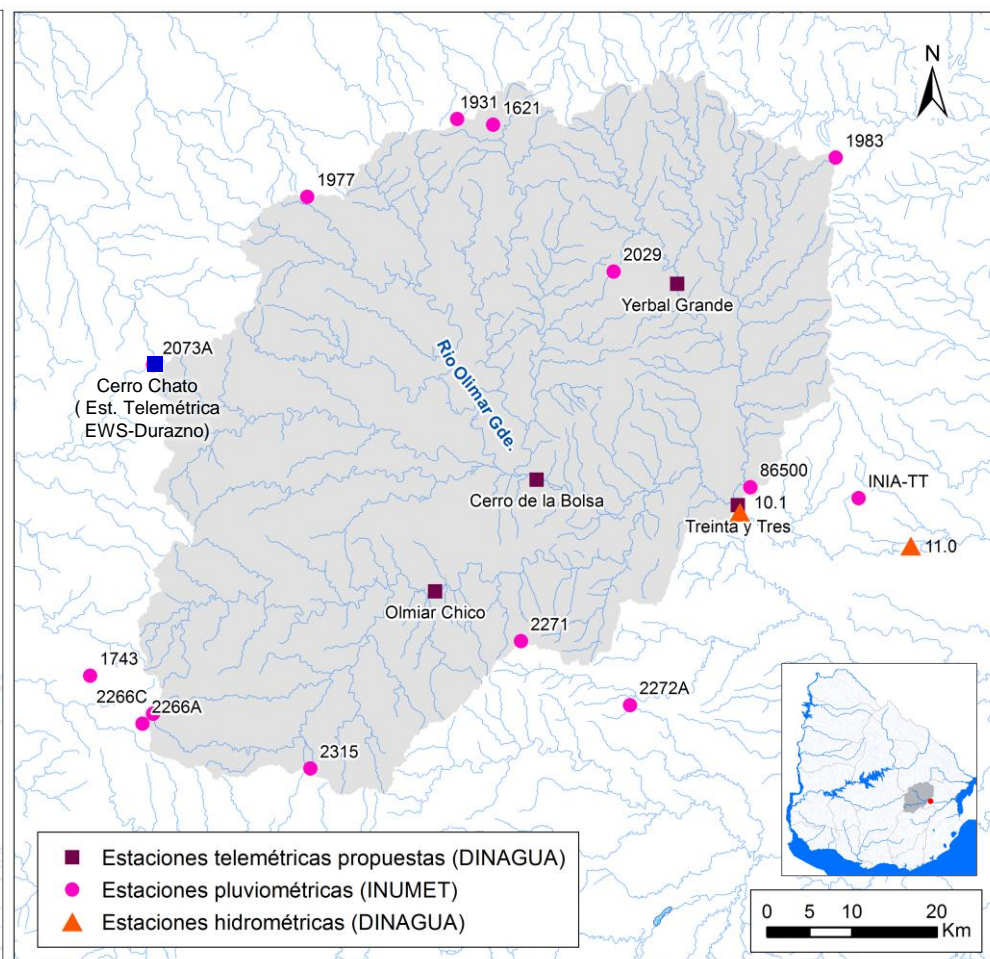 N
1931
1621
1983
1977
2029
Yerbal Grande
2073A
Cerro Chato
( Est. Telemétrica
EWS-Durazno)
Rio Olimar Gde.
86500
INIA-TT
Cerro de la Bolsa
10.1
Treinta y Tres
11.0
Olmiar Chico
2271
1743
2266C
2266A
2272A
2315
Estaciones telemétricas propuestas (DINAGUA)
Estaciones pluviométricas (INUMET)
Estaciones hidrométricas (DINAGUA)
0 5 10 20
Km